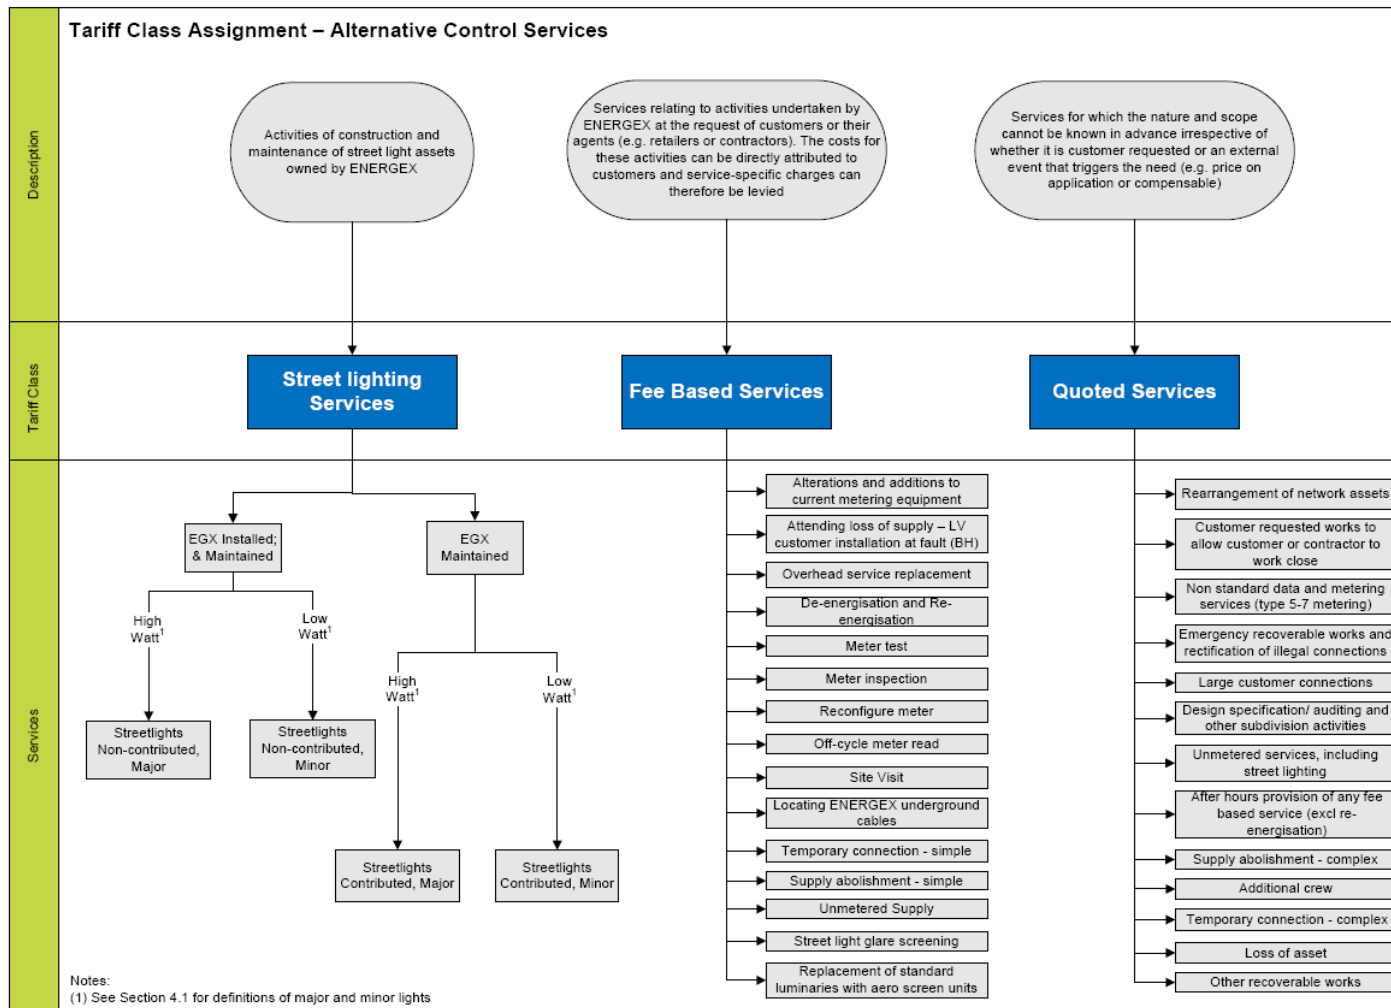 Tariff Class Assignment – Alternative Control Services
Description
Activities of construction and
maintenance of street light assets
owned by ENERGEX
Services relating to activities undertaken by
ENERGEX at the request of customers or their
agents (e.g. retailers or contractors). The costs for
these activities can be directly attributed to
customers and service-specific charges can
therefore be levied
Services for which the nature and scope
cannot be known in advance irrespective of
whether it is customer requested or an external
event that triggers the need (e.g. price on
application or compensable)
Tariff Class
Street lighting
Services
Fee Based Services
Quoted Services
Services
EGX Installed;
& Maintained
EGX
Maintained
High
Watt1
Low
Watt1
High
Watt1
Low
Watt1
Streetlights
Non-contributed,
Major
Streetlights
Non-contributed,
Minor
Streetlights
Contributed, Major
Streetlights
Contributed, Minor
Alterations and additions to
current metering equipment
Attending loss of supply – LV
customer installation at fault (BH)
Overhead service replacement
De-energisation and Re-
energisation
Meter test
Meter inspection
Reconfigure meter
Off-cycle meter read
Site Visit
Locating ENERGEX underground
cables
Temporary connection - simple
Supply abolishment - simple
Unmetered Supply
Street light glare screening
Replacement of standard
luminaries with aero screen units
Rearrangement of network assets
Customer requested works to
allow customer or contractor to
work close
Non standard data and metering
services (type 5-7 metering)
Emergency recoverable works and
rectification of illegal connections
Large customer connections
Design specification/ auditing and
other subdivision activities
Unmetered services, including
street lighting
After hours provision of any fee
based service (excl re-
energisation)
Supply abolishment - complex
Additional crew
Temporary connection - complex
Loss of asset
Other recoverable works
Notes:
(1) See Section 4.1 for definitions of major and minor lights